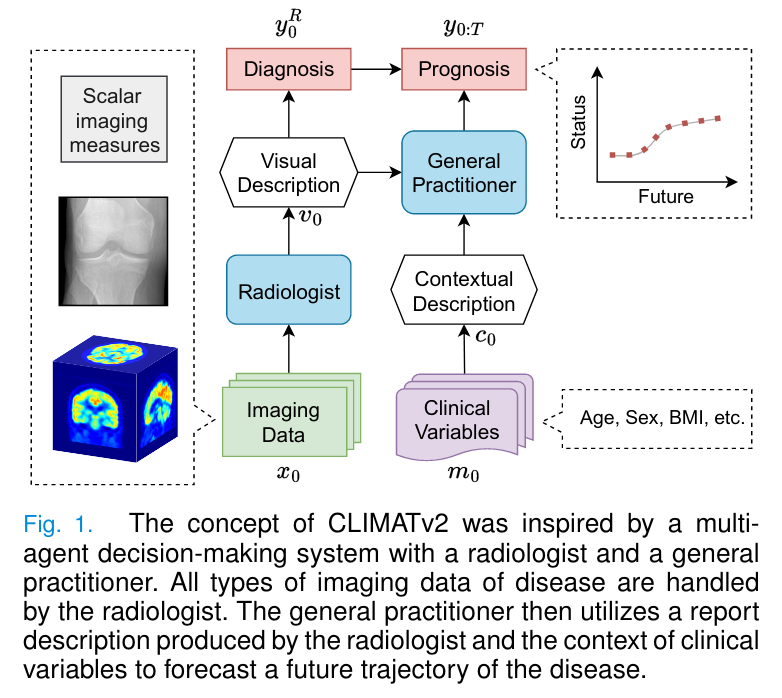 y_0^R
y_{0:T}
Diagnosis
Prognosis
Scalar
imaging
measures
Visual
Description
General
Practitioner
Status
Future
v_0
Radiologist
Contextual
Description
c_0
Imaging
Data
Clinical
Variables
Age, Sex, BMI, etc.
x_0
m_0
Fig. 1. The concept of CLIMATv2 was inspired by a multi-
agent decision-making system with a radiologist and a general
practitioner. All types of imaging data of disease are handled
by the radiologist. The general practitioner then utilizes a report
description produced by the radiologist and the context of clinical
variables to forecast a future trajectory of the disease.